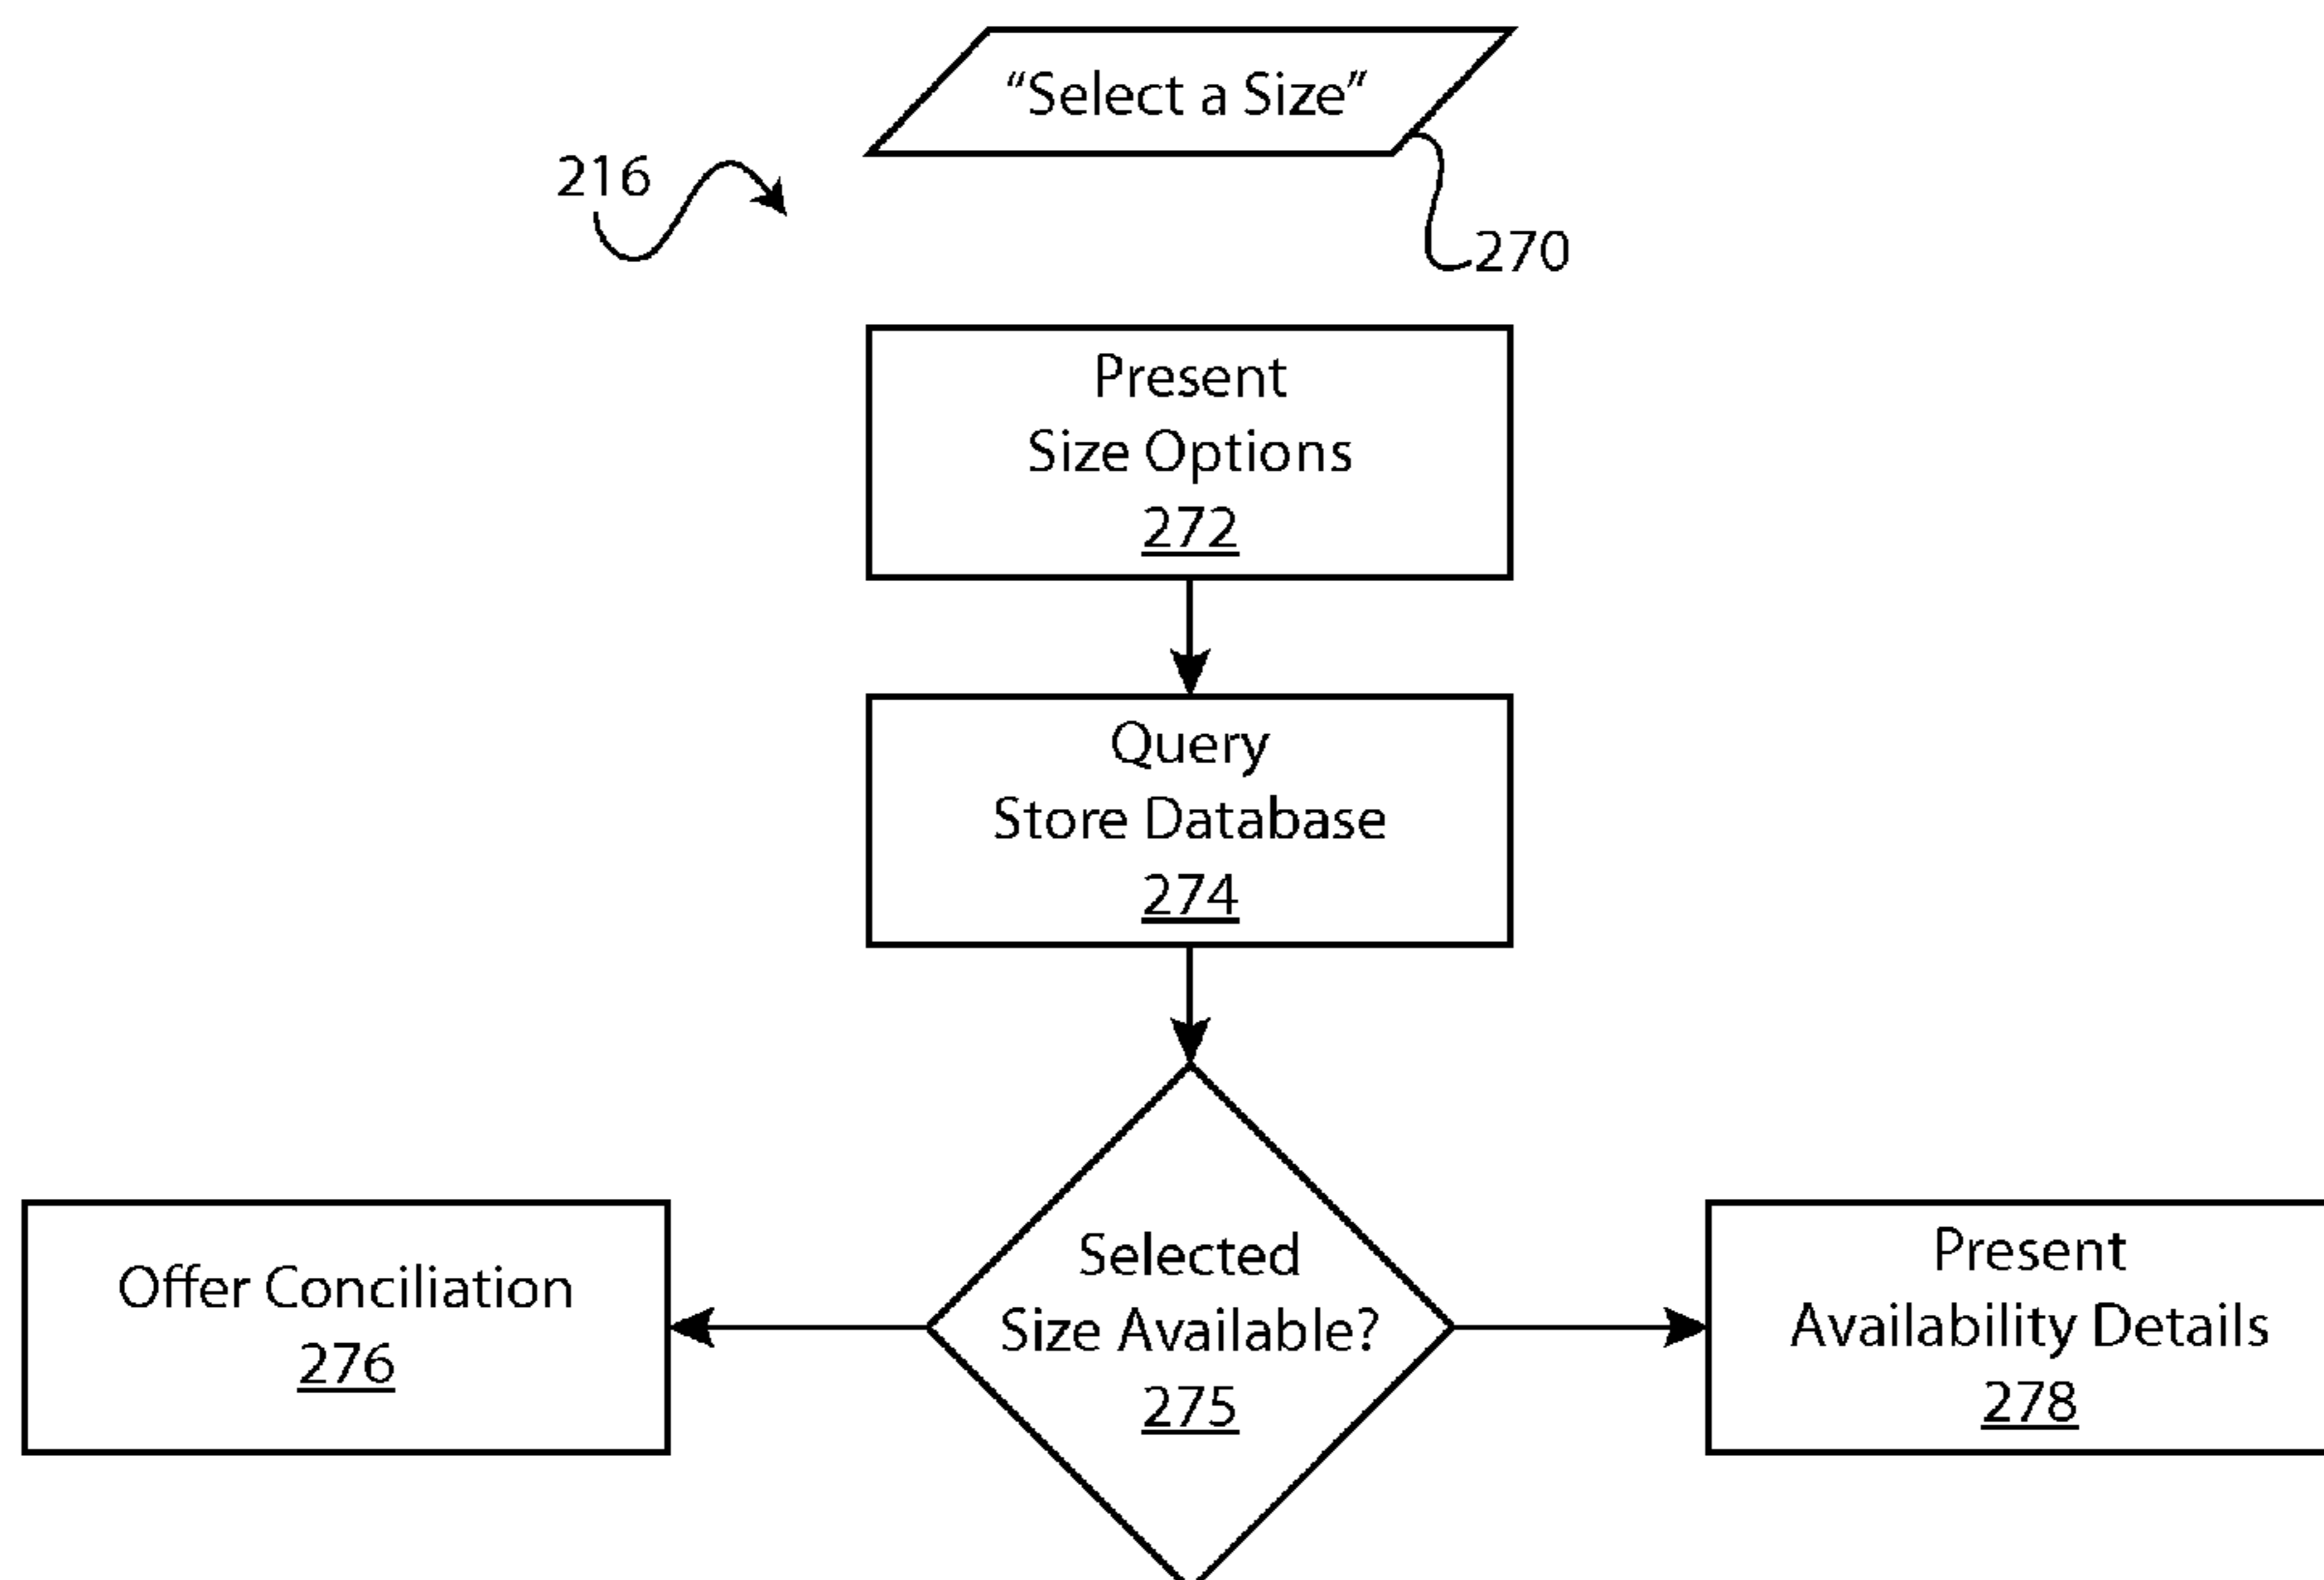 “Select a Size”
216
270
Present
Size Options
272
Query
Store Database
274
Selected
Size Available?
275
Offer Conciliation
276
Present
Availability Details
278